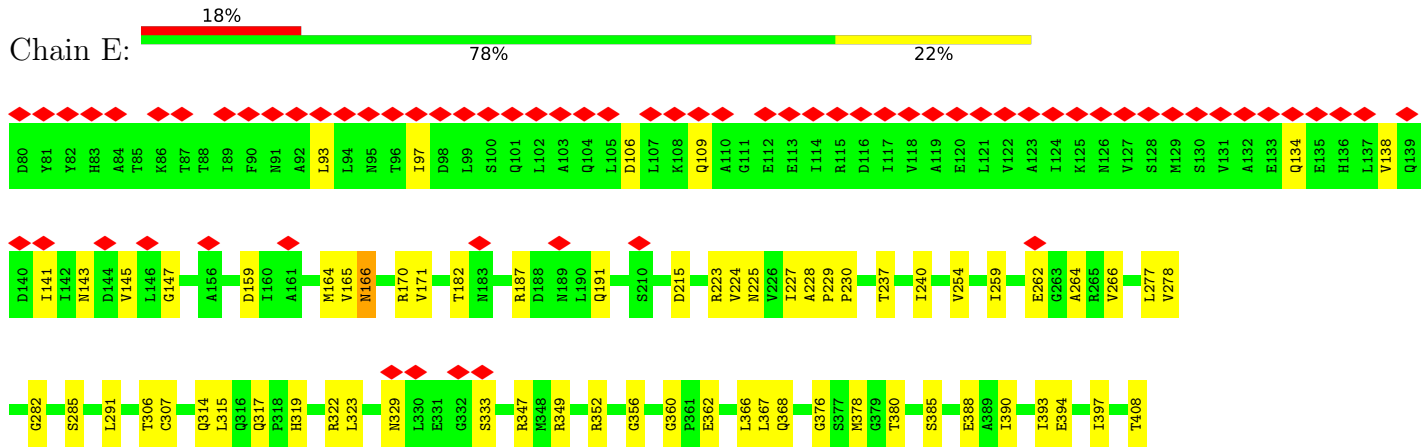 18%
Chain E:
78% 22%
D80 Y81 Y82 H83 A84 T85 K86 T87 T88 I89 F90 N91 A92 L93 L94 N95 T96 I97 D98 L99 S100 Q101 L102 A103 Q104 L105 D106 L107 K108 Q109 A110 G111 E112 E113 I114 R115 D116 I117 V118 A119 E120 L121 V122 A123 I124 K125 N126 V127 S128 M129 S130 V131 A132 E133 Q134 E135 H136 L137 V138 Q139
D140 I141 I142 N143 D144 V145 L146 G147 A156 D159 I160 A161 M164 V165 N166 R170 V171 T182 N183 R187 D188 N189 L190 Q191 S210 D215 R223 V224 N225 V226 I227 A228 P229 P230 T237 I240 V254 I259 E262 G263 A264 R265 V266 L277 V278
G282 S285 L291 T306 C307 Q314 L315 Q316 Q317 P318 H319 R322 L323 N329 L330 E331 G332 S333 R347 M348 R349 R352 G356 G360 P361 E362 L366 L367 Q368 G376 S377 M378 G379 T380 S385 E388 A389 I390 I393 E394 I397 T408